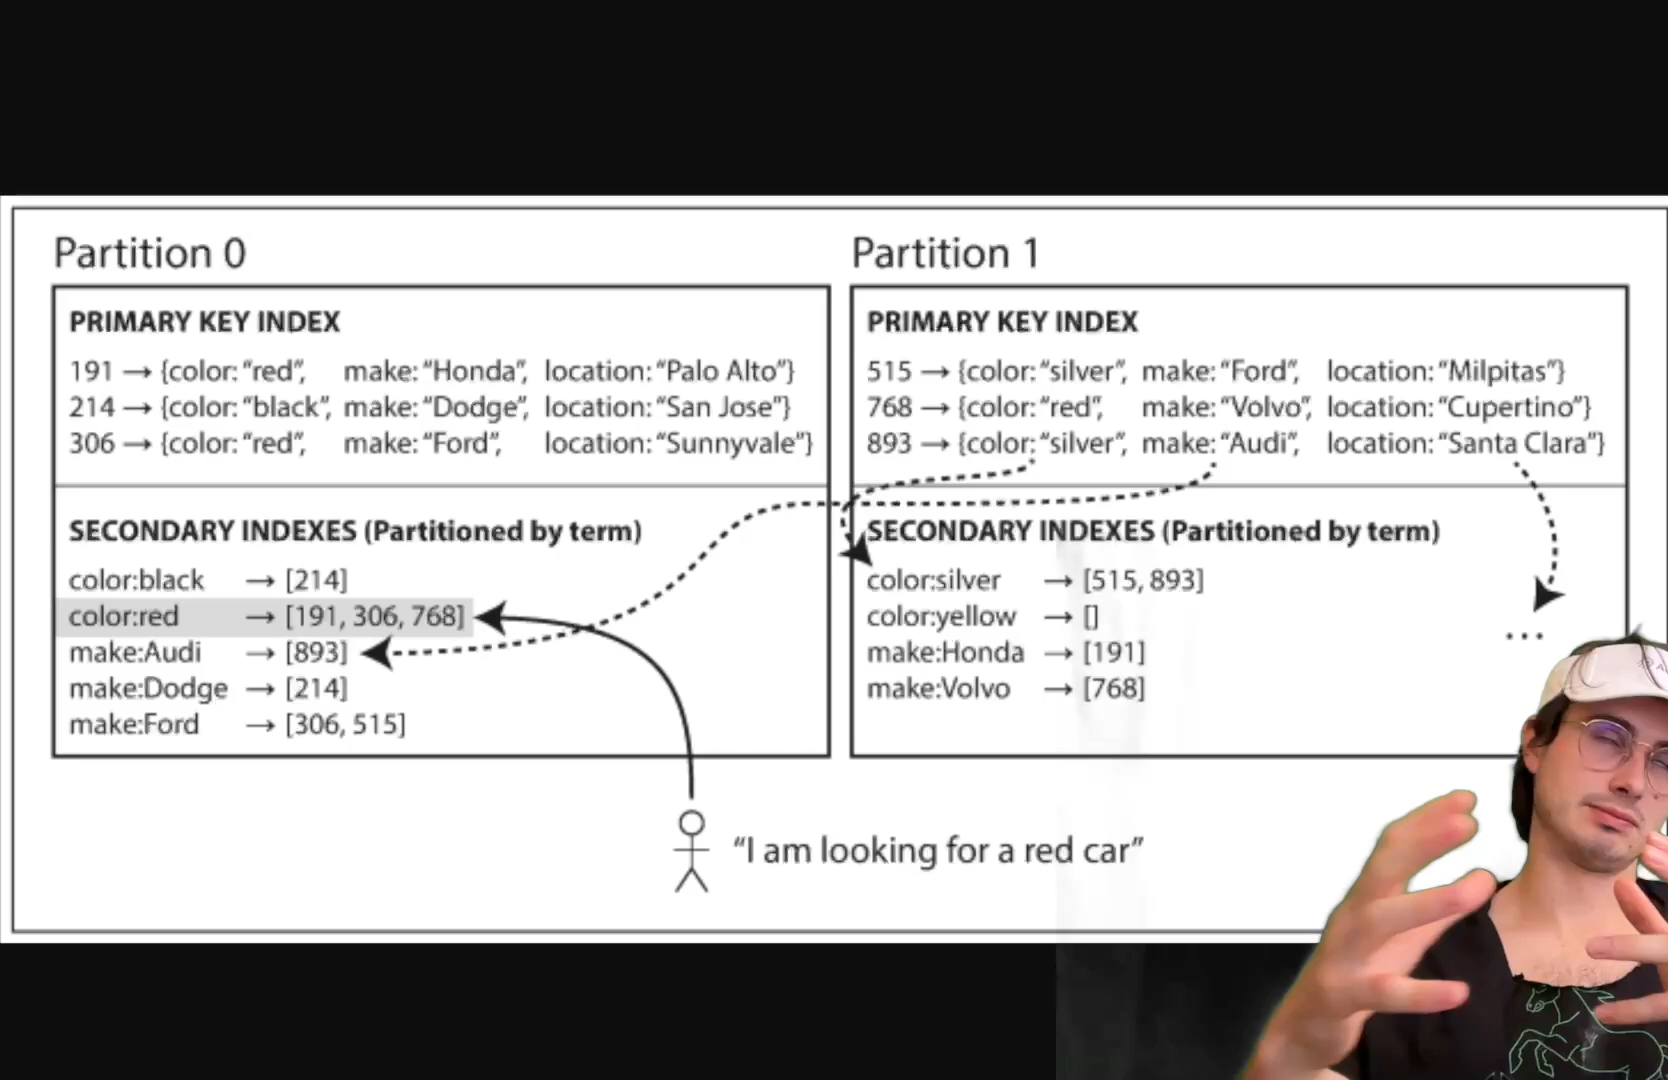 Partition 0
PRIMARY KEY INDEX
191 → {color: “red”, make: “Honda”, location: “Palo Alto”}
214 → {color: “black”, make: “Dodge”, location: “San Jose”}
306 → {color: “red”, make: “Ford”, location: “Sunnyvale”}
SECONDARY INDEXES (Partitioned by term)
color:black → [214]
color:red → [191, 306, 768]
make:Audi → [893]
make:Dodge → [214]
make:Ford → [306, 515]
Partition 1
PRIMARY KEY INDEX
515 → {color: “silver”, make: “Ford”, location: “Milpitas”}
768 → {color: “red”, make: “Volvo”, location: “Cupertino”}
893 → {color: “silver”, make: “Audi”, location: “Santa Clara”}
SECONDARY INDEXES (Partitioned by term)
color:silver → [515, 893]
color:yellow → []
make:Honda → [191]
make:Volvo → [768]
...
“I am looking for a red car”